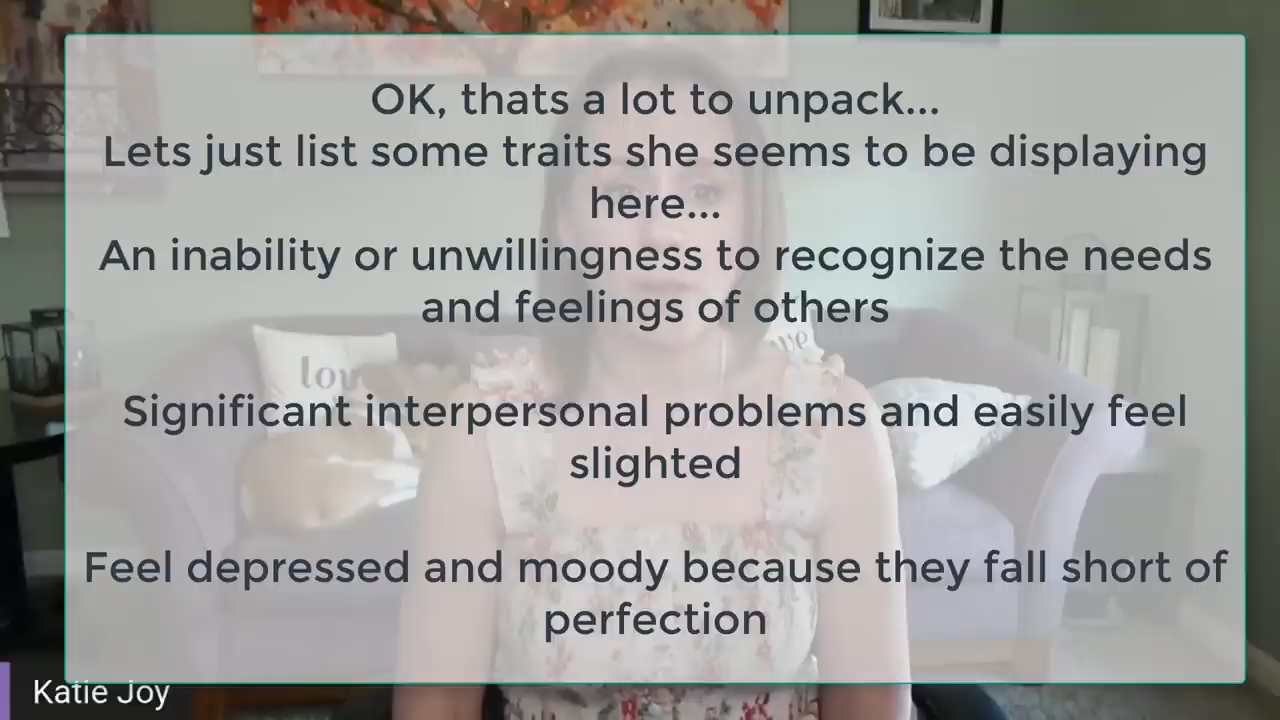 OK, thats a lot to unpack...
Lets just list some traits she seems to be displaying
here...
An inability or unwillingness to recognize the needs
and feelings of others
Significant interpersonal problems and easily feel
slighted
Feel depressed and moody because they fall short of
perfection
love
ve
Katie Joy